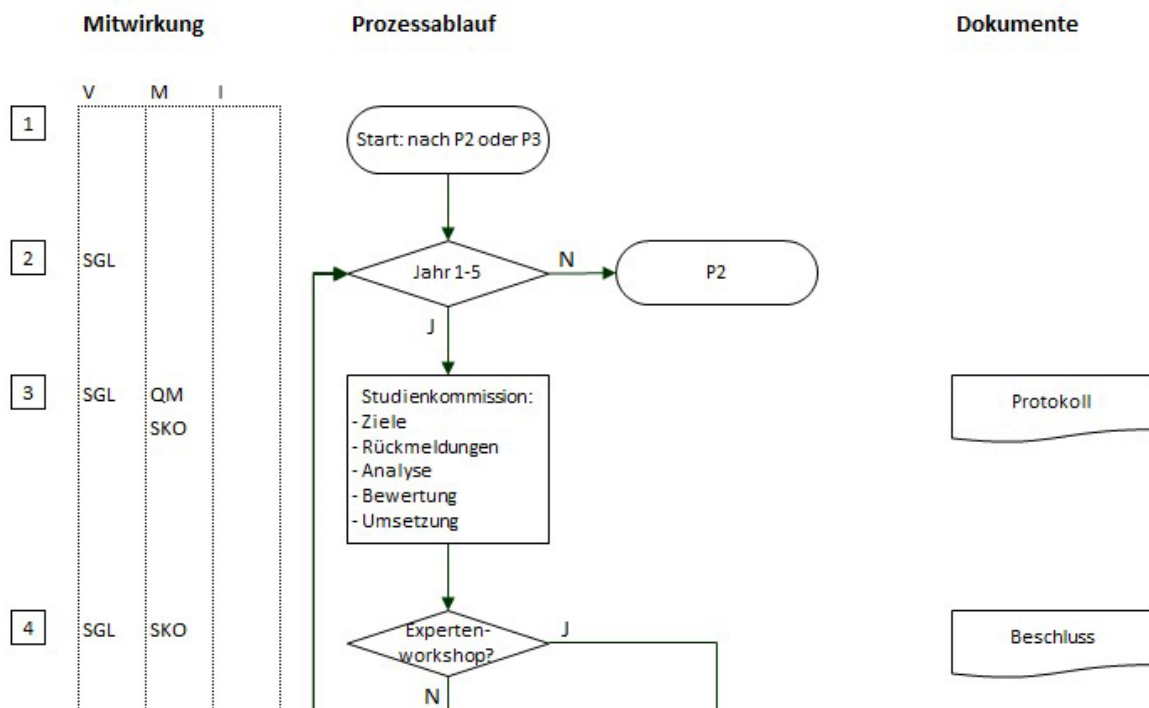 Mitwirkung Prozessablauf Dokumente
V M I
1 Start: nach P2 oder P3
2 SGL Jahr 1-5 N P2
J
3 SGL QM Studienkommission: Protokoll
SKO - Ziele
- Rückmeldungen
- Analyse
- Bewertung
- Umsetzung
4 SGL SKO Experten- J Beschluss
workshop?
N